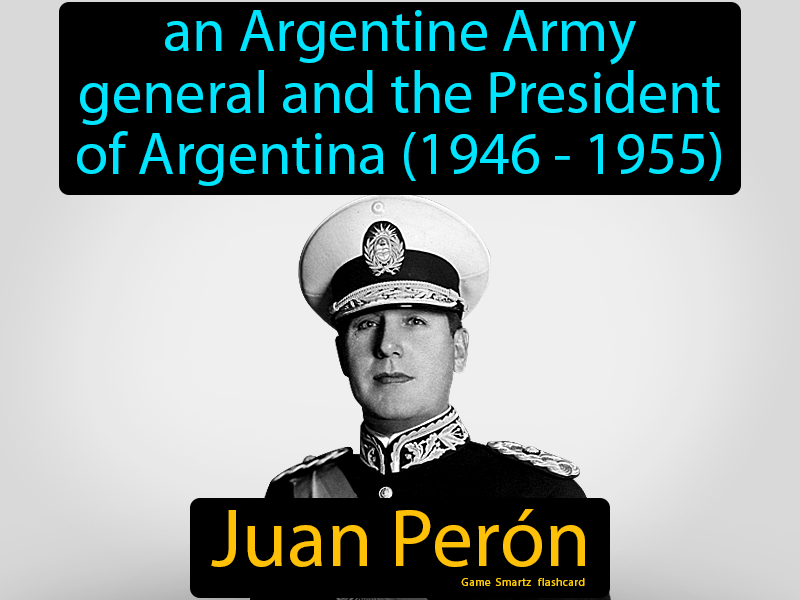 an Argentine Army
general and the President
of Argentina (1946 - 1955)
Juan Perón
Game Smartz flashcard